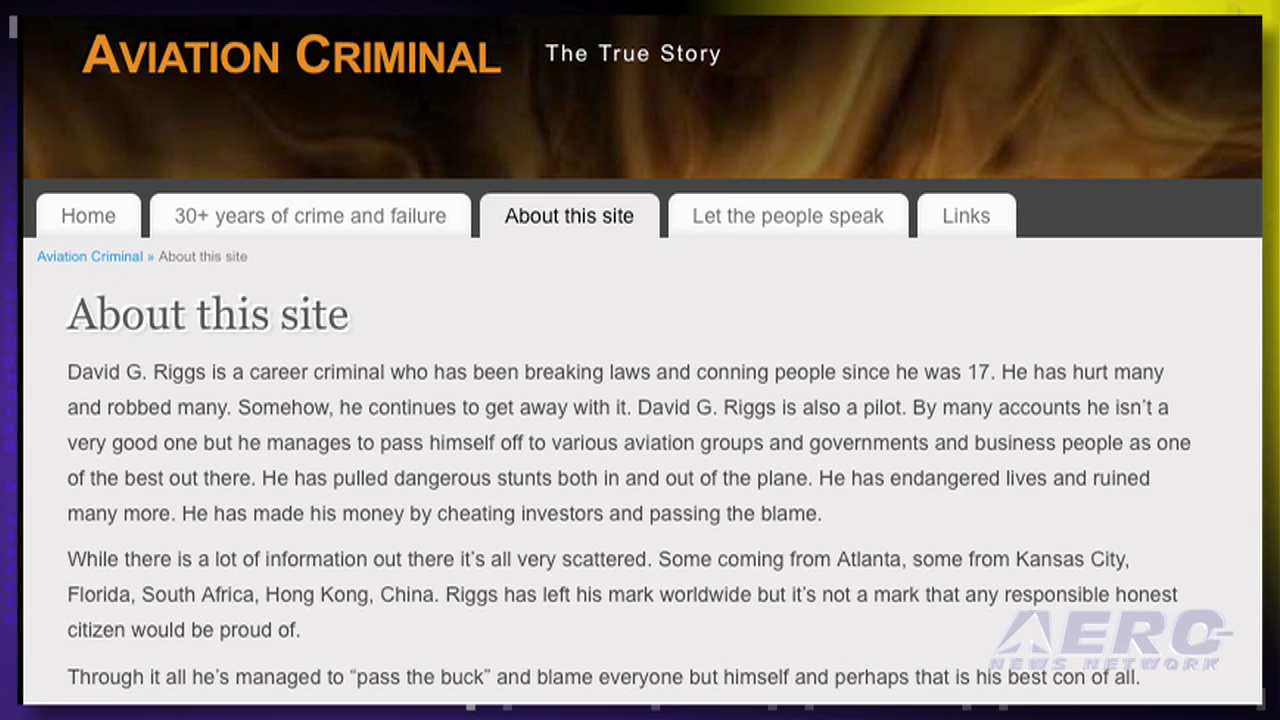 AVIATION CRIMINAL The True Story
Home 30+ years of crime and failure About this site Let the people speak Links
Aviation Criminal » About this site
About this site
David G. Riggs is a career criminal who has been breaking laws and conning people since he was 17. He has hurt many
and robbed many. Somehow, he continues to get away with it. David G. Riggs is also a pilot. By many accounts he isn’t a
very good one but he manages to pass himself off to various aviation groups and governments and business people as one
of the best out there. He has pulled dangerous stunts both in and out of the plane. He has endangered lives and ruined
many more. He has made his money by cheating investors and passing the blame.
While there is a lot of information out there it’s all very scattered. Some coming from Atlanta, some from Kansas City,
Florida, South Africa, Hong Kong, China. Riggs has left his mark worldwide but it’s not a mark that any responsible honest
citizen would be proud of.
AERO
NEWS NETWORK
Through it all he’s managed to “pass the buck” and blame everyone but himself and perhaps that is his best con of all.